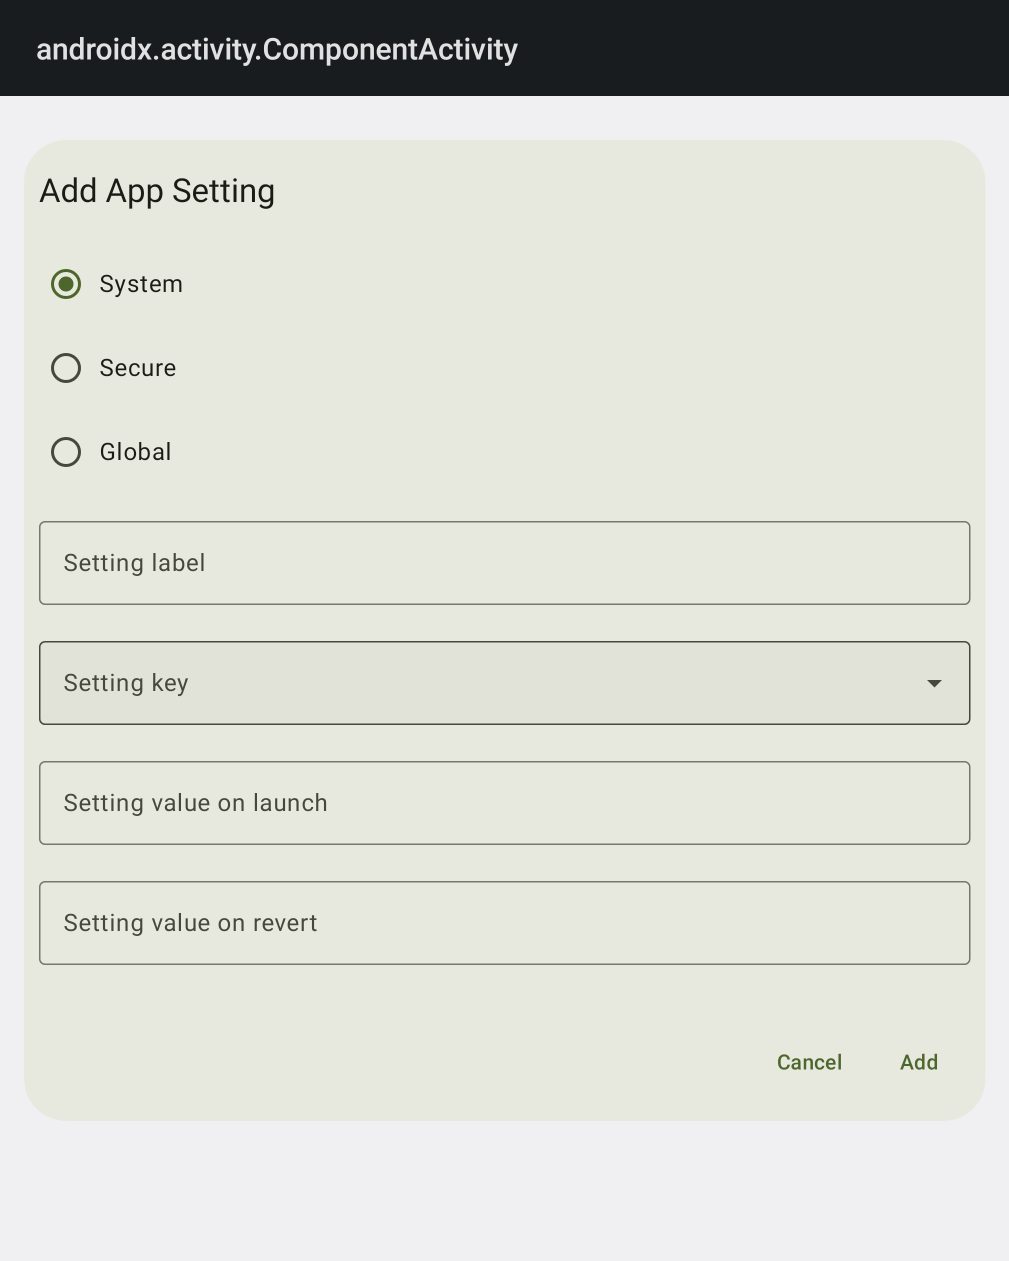 androidx.activity.ComponentActivity
Add App Setting
System
Secure
Global
Setting label
Setting key
Setting value on launch
Setting value on revert
Cancel Add